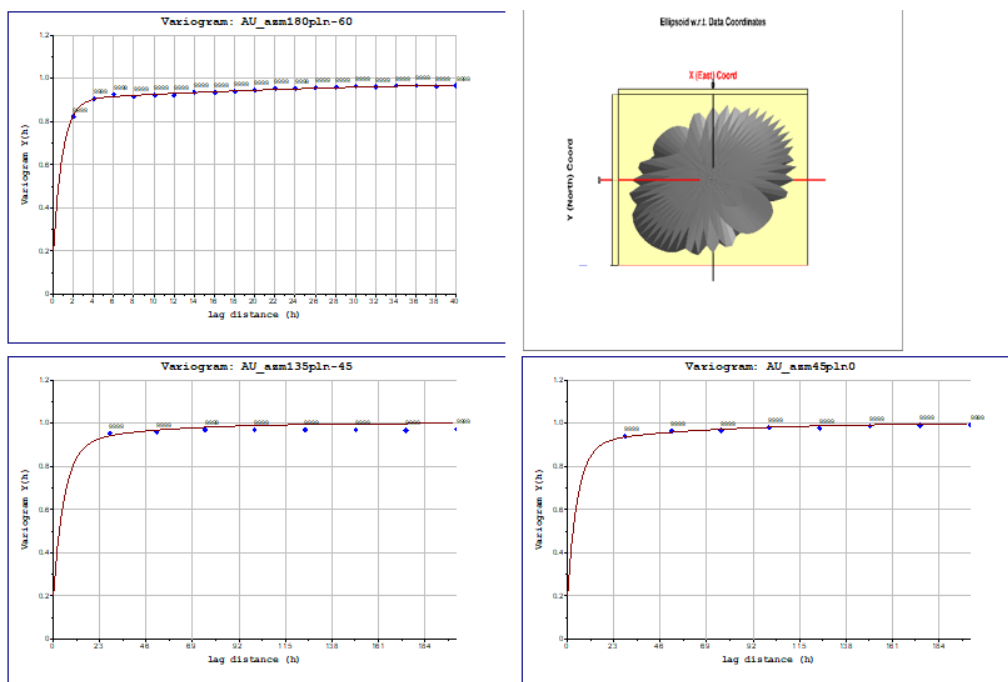 Variogram: AU_azm180pln-60
1.2
1.0
0.8
0.6
0.4
0.2
0
Variogram Y(h)
0 2 4 6 8 10 12 14 16 18 20 22 24 26 28 30 32 34 36 38 40
lag distance (h)
Ellipsoid w.r.t. Data Coordinates
X (East) Coord
Y (North) Coord
Variogram: AU_azm135pln-45
1.2
1.0
0.8
0.6
0.4
0.2
0
Variogram Y(h)
0 23 46 69 92 115 138 161 184
lag distance (h)
Variogram: AU_azm45pln0
1.2
1.0
0.8
0.6
0.4
0.2
0
Variogram Y(h)
0 23 46 69 92 115 138 161 184
lag distance (h)